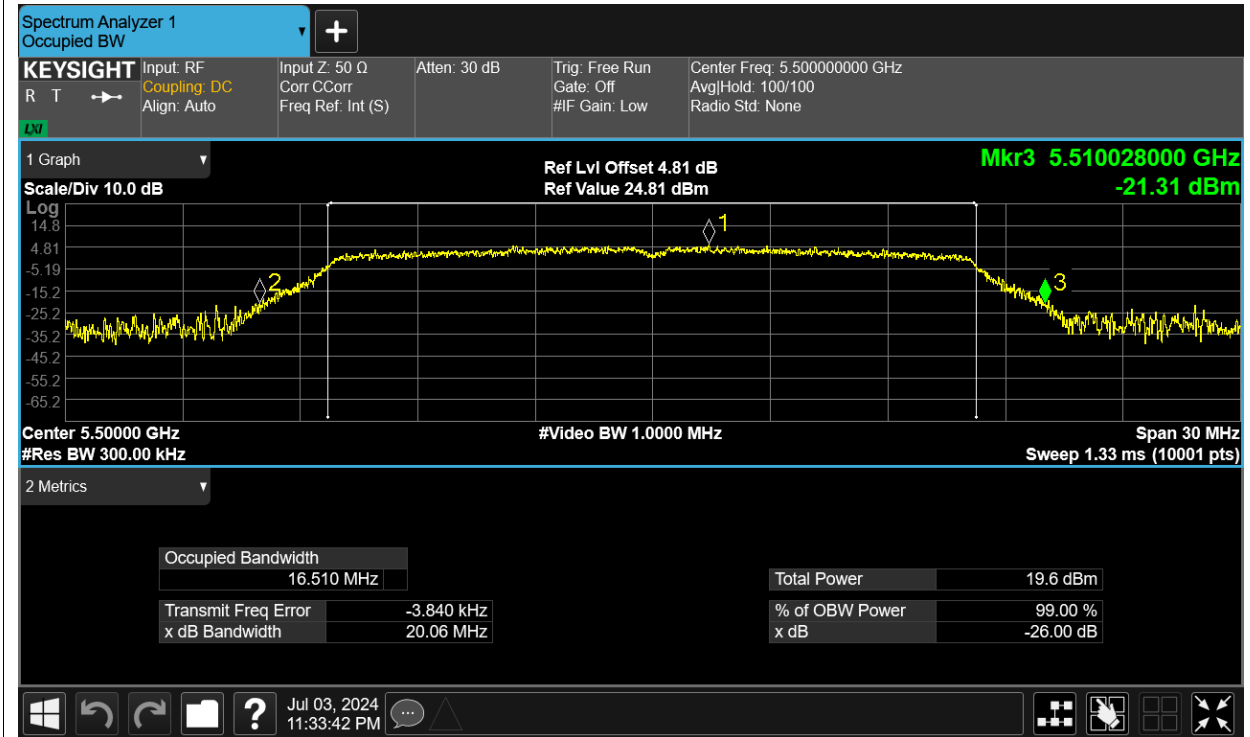 Spectrum Analyzer 1
Occupied BW
KEYSIGHT
R T
LXI
Input: RF
Coupling: DC
Align: Auto
Input Z: 50 Ω
Corr CCorr
Freq Ref: Int (S)
Atten: 30 dB
Trig: Free Run
Gate: Off
#IF Gain: Low
Center Freq: 5.500000000 GHz
Avg|Hold: 100/100
Radio Std: None
1 Graph
Scale/Div 10.0 dB
Ref Lvl Offset 4.81 dB
Ref Value 24.81 dBm
Mkr3 5.510028000 GHz
-21.31 dBm
Log
14.8
4.81
-5.19
-15.2
-25.2
-35.2
-45.2
-55.2
-65.2
1
2
3
Center 5.50000 GHz
#Res BW 300.00 kHz
#Video BW 1.0000 MHz
Span 30 MHz
Sweep 1.33 ms (10001 pts)
2 Metrics
Occupied Bandwidth
16.510 MHz
Transmit Freq Error -3.840 kHz
x dB Bandwidth 20.06 MHz
Total Power 19.6 dBm
% of OBW Power 99.00 %
x dB -26.00 dB
?
Jul 03, 2024
11:33:42 PM